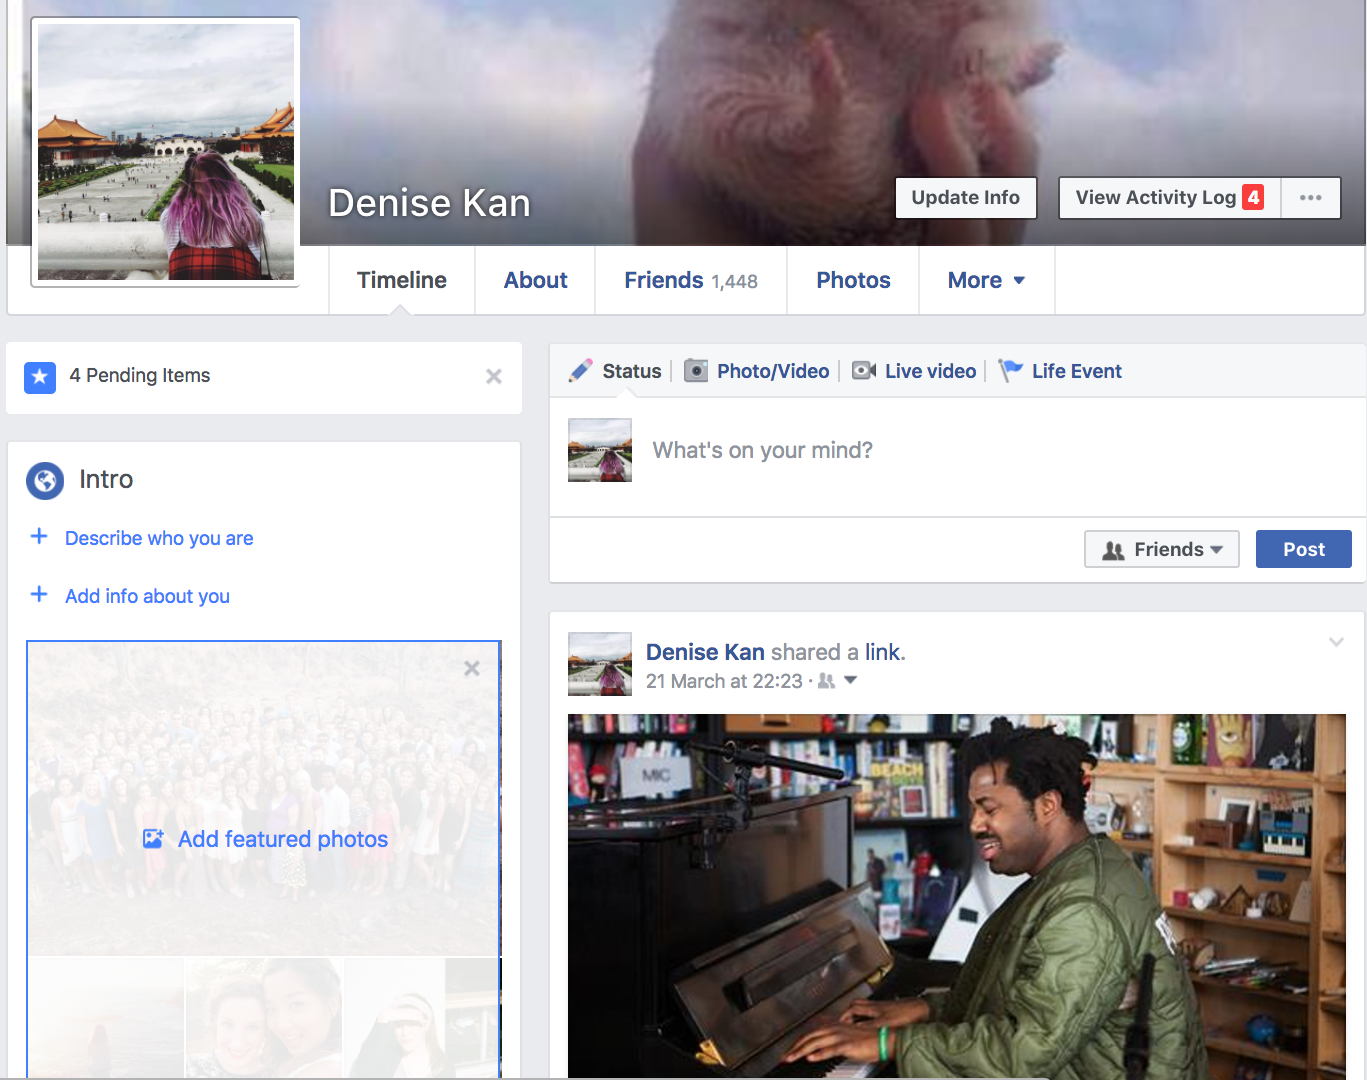 Denise Kan
Update Info
View Activity Log 4
Timeline
About
Friends 1,448
Photos
More
4 Pending Items
Intro
Describe who you are
Add info about you
Add featured photos
Status
Photo/Video
Live video
Life Event
What's on your mind?
Friends
Post
Denise Kan shared a link.
21 March at 22:23 ·
MIC
BEACH